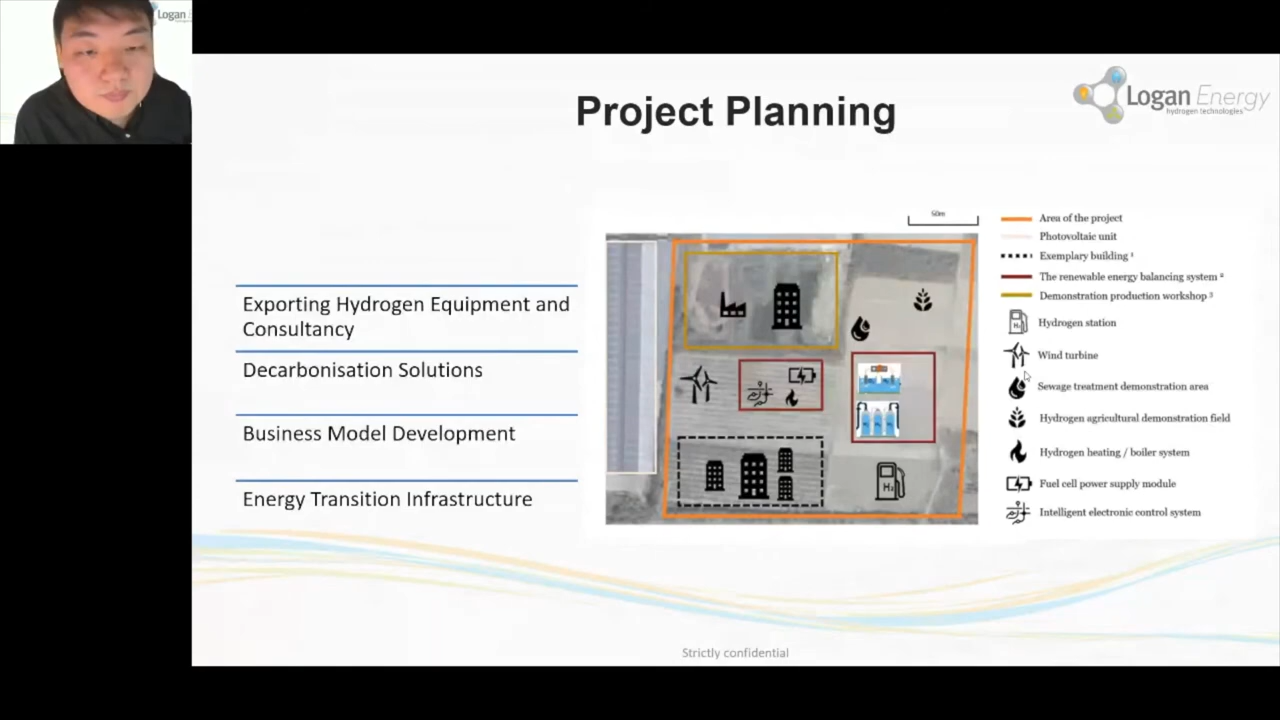 Logan
Project Planning
Logan Energy
hydrogen technologies
Exporting Hydrogen Equipment and
Consultancy
Decarbonisation Solutions
Business Model Development
Energy Transition Infrastructure
50m
H₂
Area of the project
Photovoltaic unit
Exemplary building ¹
The renewable energy balancing system ²
Demonstration production workshop ³
Hydrogen station
Wind turbine
Sewage treatment demonstration area
Hydrogen agricultural demonstration field
Hydrogen heating / boiler system
Fuel cell power supply module
Intelligent electronic control system
Strictly confidential